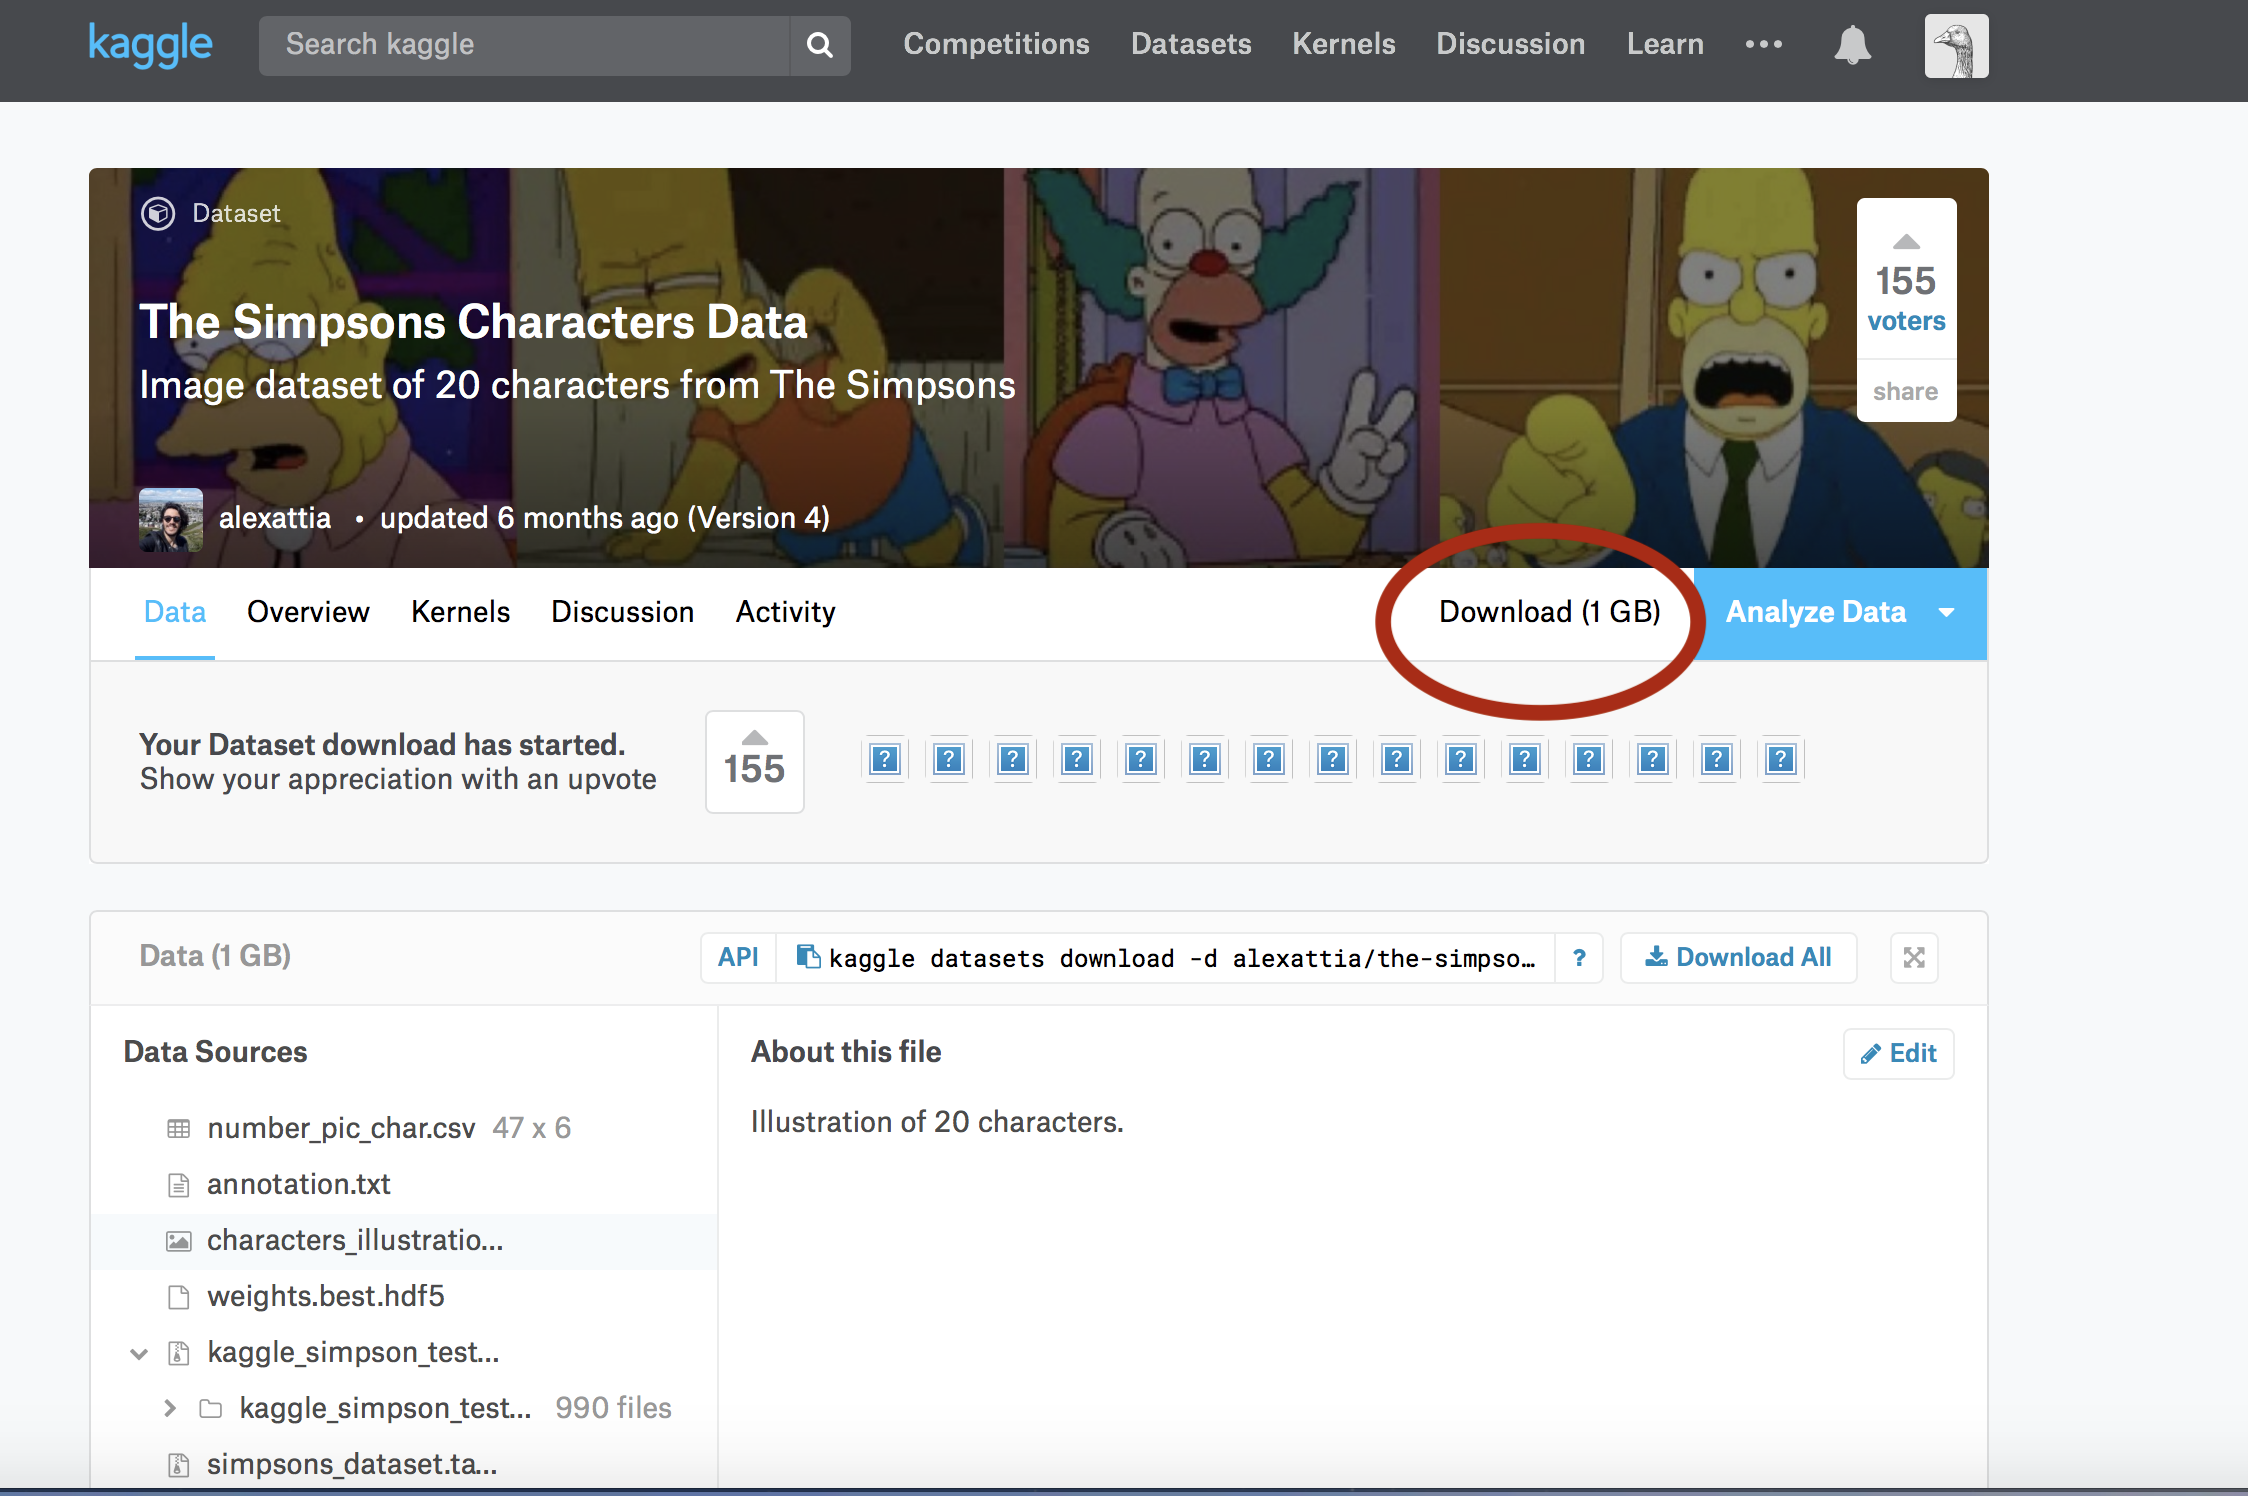 kaggle
Search kaggle
Competitions
Datasets
Kernels
Discussion
Learn
Dataset
The Simpsons Characters Data
Image dataset of 20 characters from The Simpsons
155
voters
share
alexattia • updated 6 months ago (Version 4)
Data
Overview
Kernels
Discussion
Activity
Download (1 GB)
Analyze Data
Your Dataset download has started.
Show your appreciation with an upvote
155
? ? ? ? ? ? ? ? ? ? ? ? ? ? ?
Data (1 GB)
API
kaggle datasets download -d alexattia/the-simpso…
?
Download All
Data Sources
number_pic_char.csv 47 x 6
annotation.txt
characters_illustratio...
weights.best.hdf5
kaggle_simpson_test...
kaggle_simpson_test... 990 files
simpsons_dataset.ta...
About this file
Edit
Illustration of 20 characters.